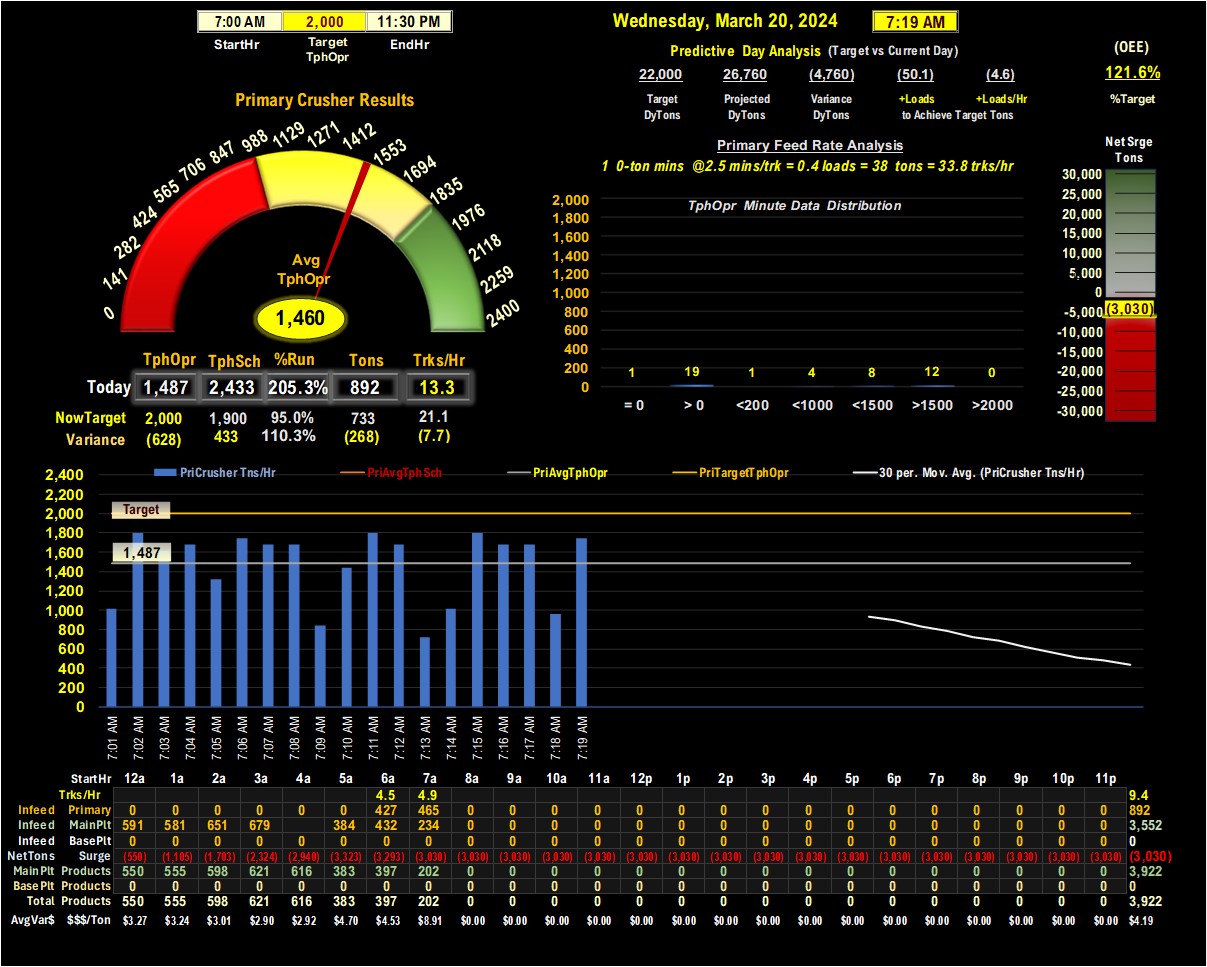 7:00 AM 2,000 11:30 PM
StartHr Target TphOpr EndHr
Wednesday, March 20, 2024 7:19 AM
Predictive Day Analysis (Target vs Current Day)
22,000 26,760 (4,760) (50.1) (4.6)
Target DyTons Projected DyTons Variance DyTons +Loads +Loads/Hr
to Achieve Target Tons
(OEE)
121.6%
%Target
Primary Crusher Results
0 141 282 424 565 706 847 988 1129 1271 1412 1553 1694 1835 1976 2118 2259 2400
Avg
TphOpr
1,460
Primary Feed Rate Analysis
1 0-ton mins @2.5 mins/trk = 0.4 loads = 38 tons = 33.8 trks/hr
TphOpr Minute Data Distribution
2,000
1,800
1,600
1,400
1,200
1,000
800
600
400
200
0
1 19 1 4 8 12 0
= 0 > 0 <200 <1000 <1500 >1500 >2000
Net Srge
Tons
30,000
25,000
20,000
15,000
10,000
5,000
0
-5,000 (3,030)
-10,000
-15,000
-20,000
-25,000
-30,000
TphOpr TphSch %Run Tons Trks/Hr
Today 1,487 2,433 205.3% 892 13.3
NowTarget 2,000 1,900 95.0% 733 21.1
Variance (628) 433 110.3% (268) (7.7)
PriCrusher Tns/Hr PriAvgTphSch PriAvgTphOpr PriTargetTphOpr 30 per. Mov. Avg. (PriCrusher Tns/Hr)
2,400
2,200
2,000
1,800
1,600
1,400
1,200
1,000
800
600
400
200
0
Target
1,487
7:01 AM 7:02 AM 7:03 AM 7:04 AM 7:05 AM 7:06 AM 7:07 AM 7:08 AM 7:09 AM 7:10 AM 7:11 AM 7:12 AM 7:13 AM 7:14 AM 7:15 AM 7:16 AM 7:17 AM 7:18 AM 7:19 AM
StartHr 12a 1a 2a 3a 4a 5a 6a 7a 8a 9a 10a 11a 12p 1p 2p 3p 4p 5p 6p 7p 8p 9p 10p 11p
Trks/Hr 4.5 4.9 9.4
Infeed Primary 0 0 0 0 0 0 427 465 0 0 0 0 0 0 0 0 0 0 0 0 0 0 0 0 892
Infeed MainPlt 591 581 651 679 384 432 234 0 0 0 0 0 0 0 0 0 0 0 0 0 0 0 0 3,552
Infeed BasePlt 0 0 0 0 0 0 0 0 0 0 0 0 0 0 0 0 0 0 0 0 0 0 0 0 0
NetTons Surge (550) (1,105) (1,703) (2,324) (2,940) (3,323) (3,293) (3,030) (3,030) (3,030) (3,030) (3,030) (3,030) (3,030) (3,030) (3,030) (3,030) (3,030) (3,030) (3,030) (3,030) (3,030) (3,030) (3,030) (3,030)
MainPlt Products 550 555 598 621 616 383 397 202 0 0 0 0 0 0 0 0 0 0 0 0 0 0 0 0 3,922
BasePlt Products 0 0 0 0 0 0 0 0 0 0 0 0 0 0 0 0 0 0 0 0 0 0 0 0 0
Total Products 550 555 598 621 616 383 397 202 0 0 0 0 0 0 0 0 0 0 0 0 0 0 0 0 3,922
AvgVar$ $$$/Ton $3.27 $3.24 $3.01 $2.90 $2.92 $4.70 $4.53 $8.91 $0.00 $0.00 $0.00 $0.00 $0.00 $0.00 $0.00 $0.00 $0.00 $0.00 $0.00 $0.00 $0.00 $0.00 $0.00 $0.00 $4.19